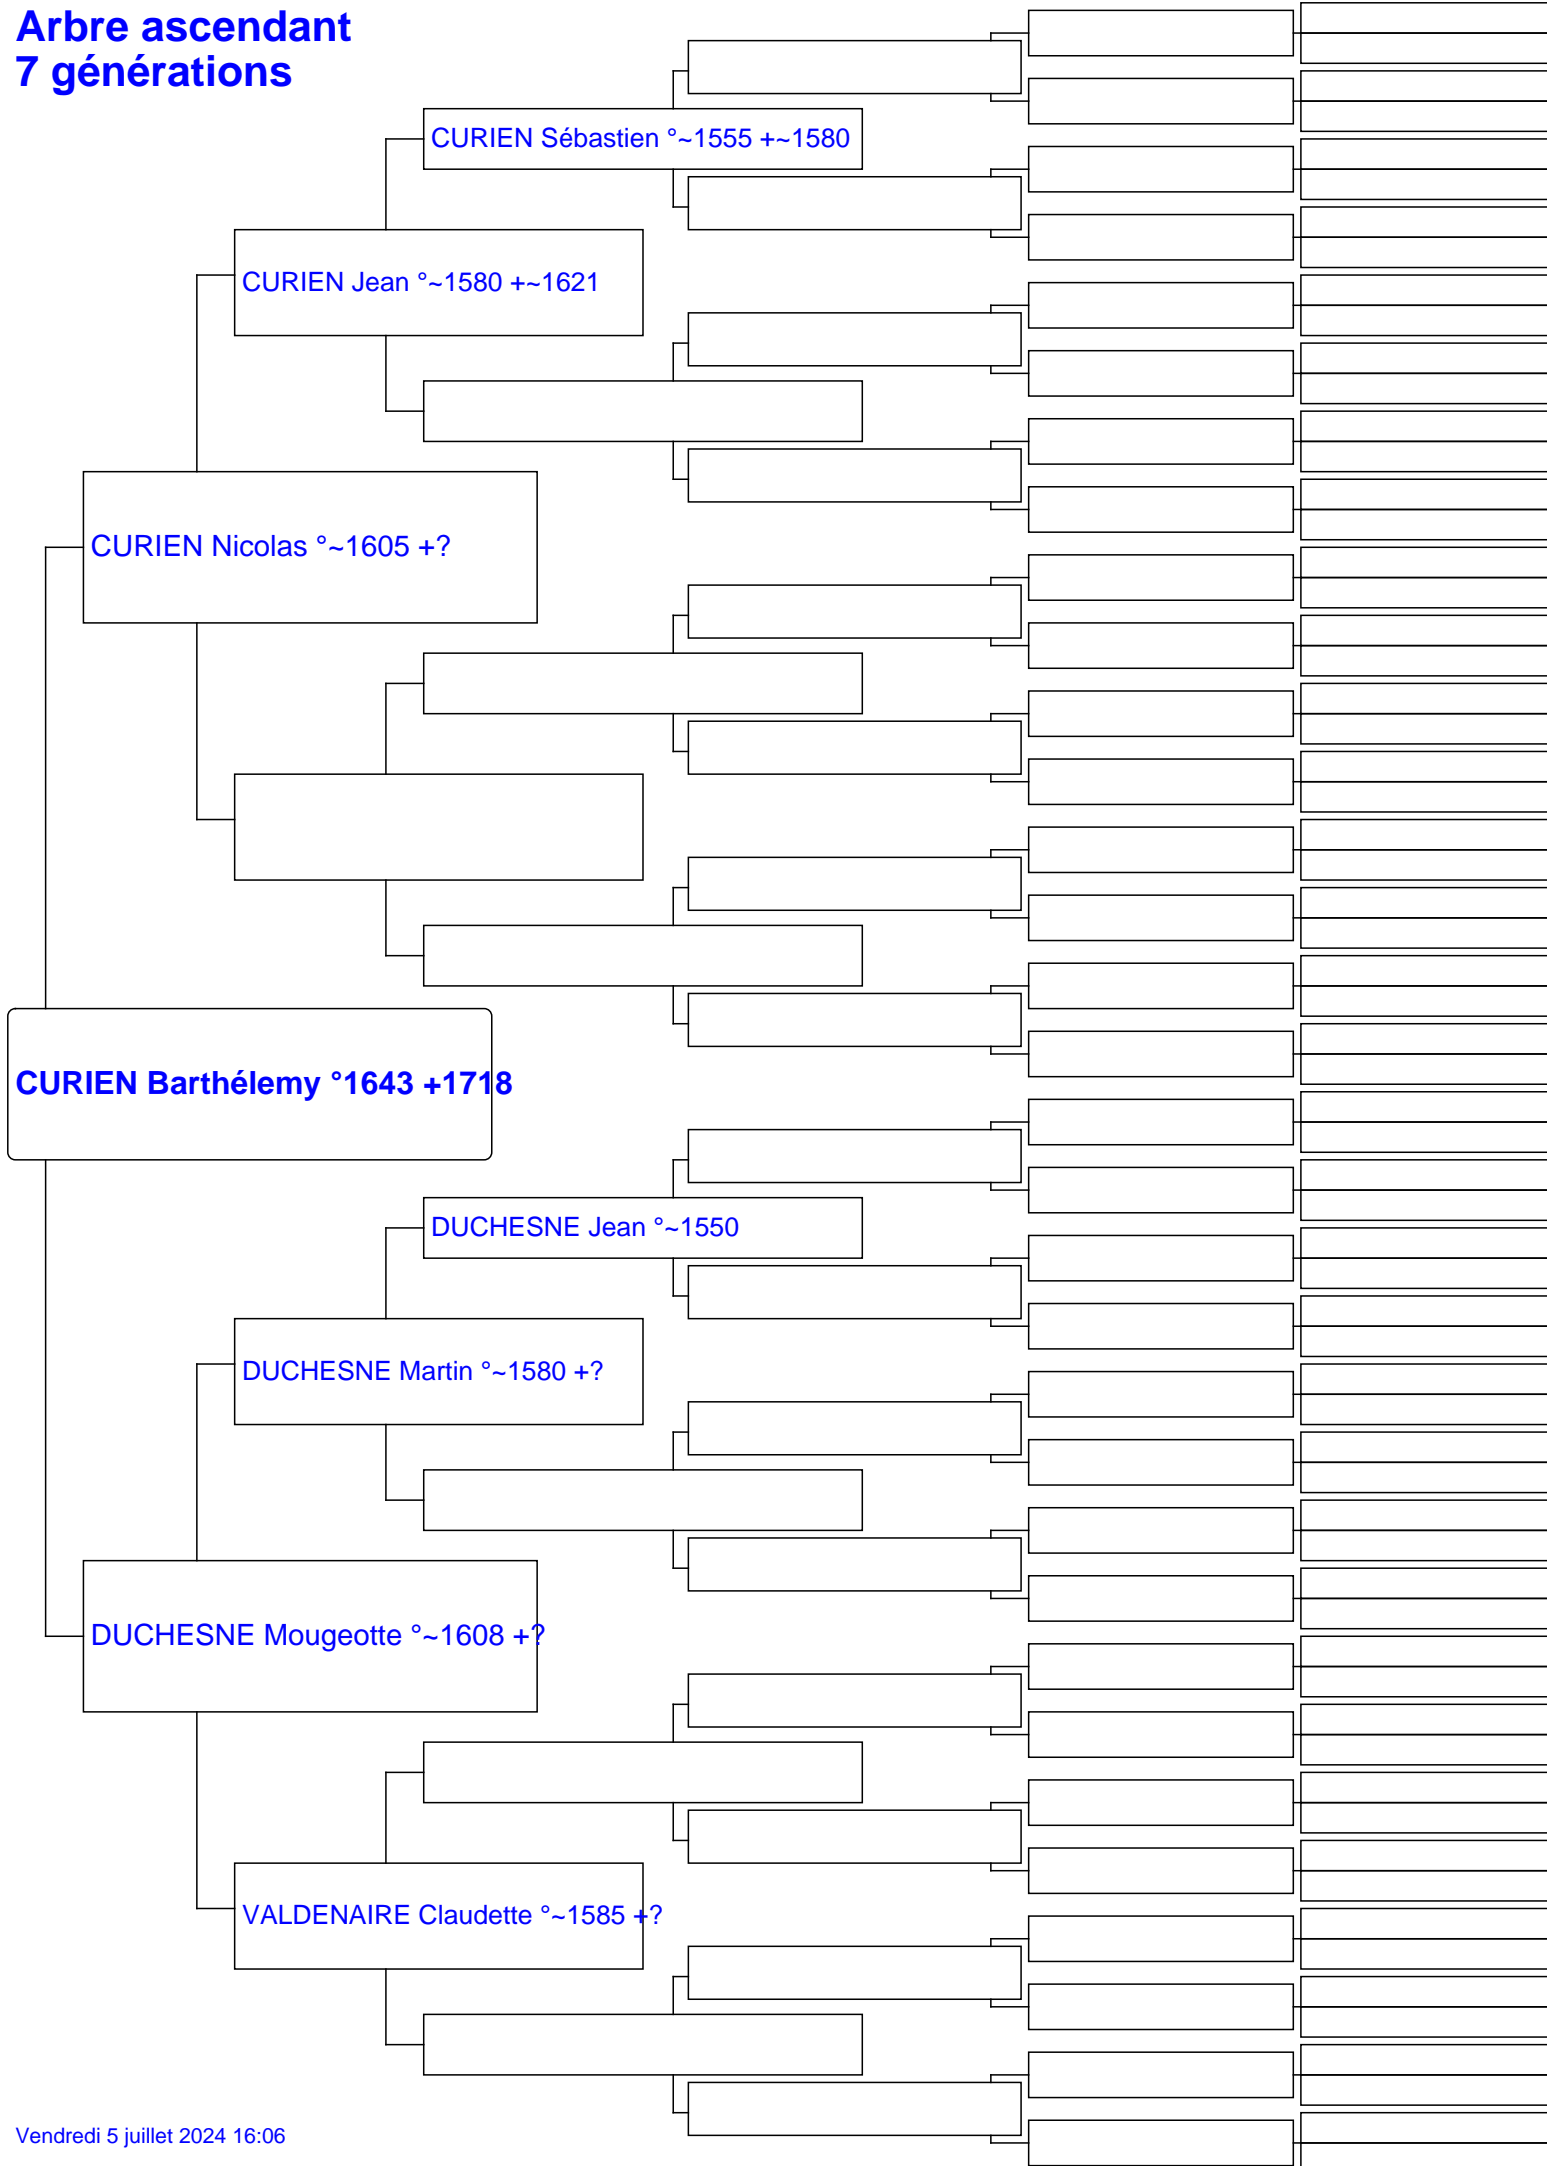 Arbre ascendant
7 générations
CURIEN Sébastien °~1555 +~1580
CURIEN Jean °~1580 +~1621
CURIEN Nicolas °~1605 +?
CURIEN Barthélemy °1643 +1718
DUCHESNE Jean °~1550
DUCHESNE Martin °~1580 +?
DUCHESNE Mougeotte °~1608 +?
VALDENAIRE Claudette °~1585 +?
Vendredi 5 juillet 2024 16:06